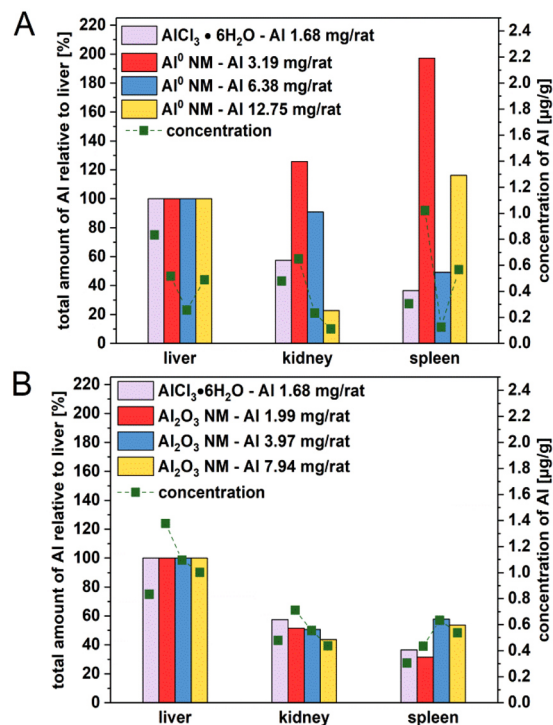 A
total amount of Al relative to liver [%]
220
200
180
160
140
120
100
80
60
40
20
0
AlCl₃ • 6H₂O - Al 1.68 mg/rat
Al⁰ NM - Al 3.19 mg/rat
Al⁰ NM - Al 6.38 mg/rat
Al⁰ NM - Al 12.75 mg/rat
concentration
2.4
2.2
2.0
1.8
1.6
1.4
1.2
1.0
0.8
0.6
0.4
0.2
0.0
concentration of Al [µg/g]
liver kidney spleen
B
total amount of Al relative to liver [%]
220
200
180
160
140
120
100
80
60
40
20
0
AlCl₃•6H₂O - Al 1.68 mg/rat
Al₂O₃ NM - Al 1.99 mg/rat
Al₂O₃ NM - Al 3.97 mg/rat
Al₂O₃ NM - Al 7.94 mg/rat
concentration
2.4
2.2
2.0
1.8
1.6
1.4
1.2
1.0
0.8
0.6
0.4
0.2
0.0
concentration of Al [µg/g]
liver kidney spleen